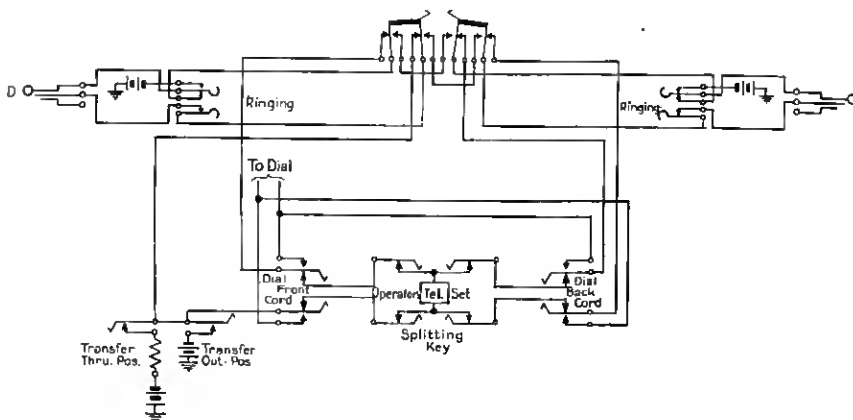 D
Ringing
Ringing
To Dial
Dial
Front
Cord
Operators Tel. Set
Dial
Back
Cord
Splitting
Key
Transfer
Thru. Pos.
Transfer
Out-Pos